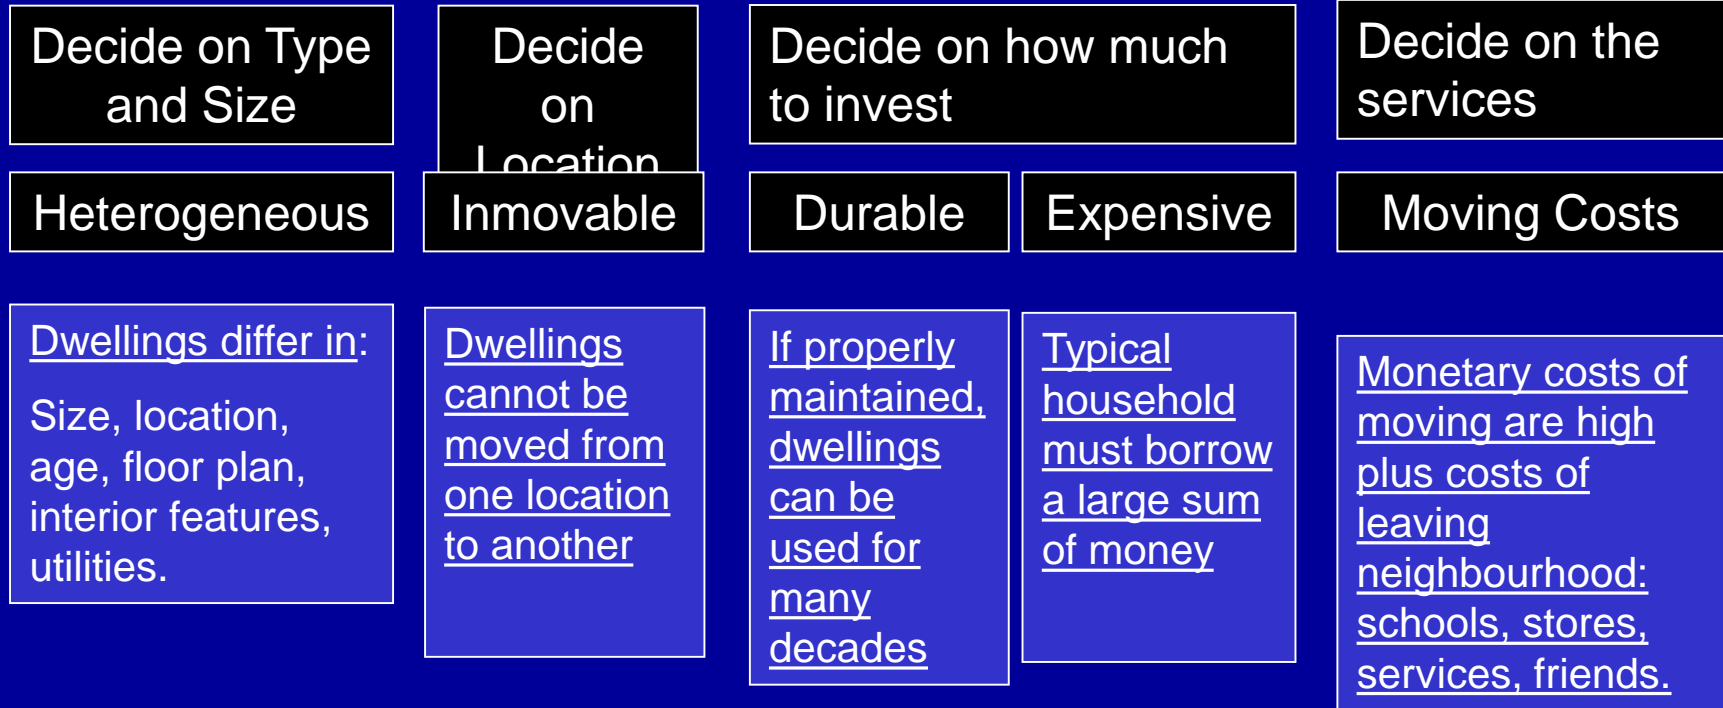 Decide on Type
and Size
Decide
on
Location
Decide on how much
to invest
Decide on the
services
Heterogeneous
Inmovable
Durable
Expensive
Moving Costs
Dwellings differ in:
Size, location,
age, floor plan,
interior features,
utilities.
Dwellings
cannot be
moved from
one location
to another
If properly
maintained,
dwellings
can be
used for
many
decades
Typical
household
must borrow
a large sum
of money
Monetary costs of
moving are high
plus costs of
leaving
neighbourhood:
schools, stores,
services, friends.